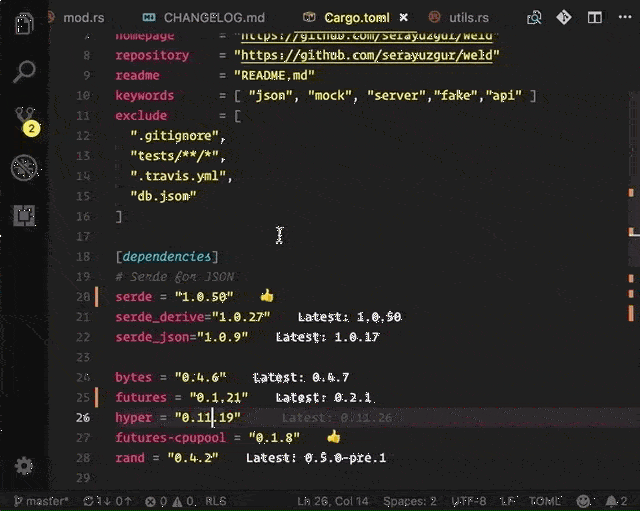 mod.rs CHANGELOG.md Cargo.toml utils.rs
7 homepage = "https://github.com/serayuzgur/weld"
8 repository = "https://github.com/serayuzgur/weld"
9 readme = "README.md"
10 keywords = [ "json", "mock", "server","fake","api" ]
11 exclude = [
12 ".gitignore",
13 "tests/**/*",
14 ".travis.yml",
15 "db.json"
16 ]
17
18 [dependencies]
19 # Serde for JSON
20 serde = "1.0.50" 👍
21 serde_derive="1.0.27" Latest: 1.0.50
22 serde_json="1.0.9" Latest: 1.0.17
23
24 bytes = "0.4.6" Latest: 0.4.7
25 futures = "0.1.21" Latest: 0.2.1
26 hyper = "0.11.19" Latest: 0.11.26
27 futures-cpupool = "0.1.8" 👍
28 rand = "0.4.2" Latest: 0.5.0-pre.1
29
2
master* 1↓ 0↑ 0 0 RLS Ln 26, Col 14 Spaces: 2 UTF-8 LF TOML 2